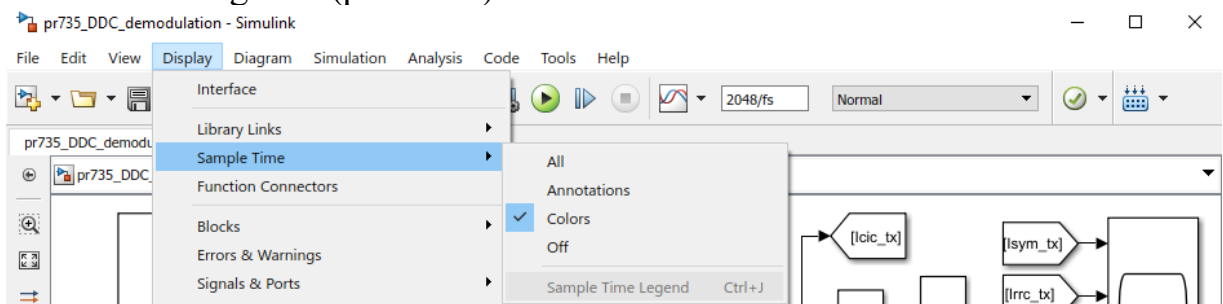 pr735_DDC_demodulation - Simulink
File Edit View Display Diagram Simulation Analysis Code Tools Help
Interface
2048/fs
Normal
Library Links
pr735_DDC_demodu
Sample Time
All
pr735_DDC_
Function Connectors
Annotations
Blocks
Colors
[Icic_tx]
[Isym_tx]
Errors & Warnings
Off
Signals & Ports
Sample Time Legend Ctrl+J
[Irrc_tx]